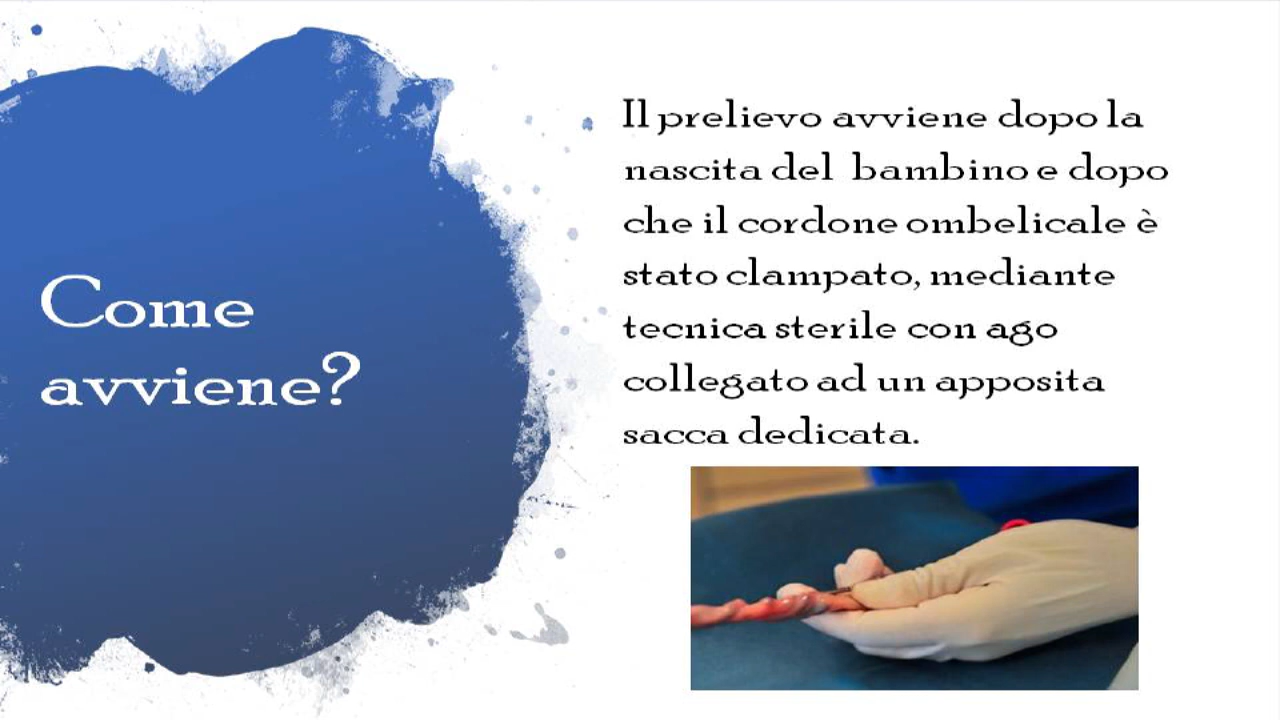 Come
avviene?
Il prelievo avviene dopo la
nascita del bambino e dopo
che il cordone ombelicale è
stato clampato, mediante
tecnica sterile con ago
collegato ad un apposita
sacca dedicata.